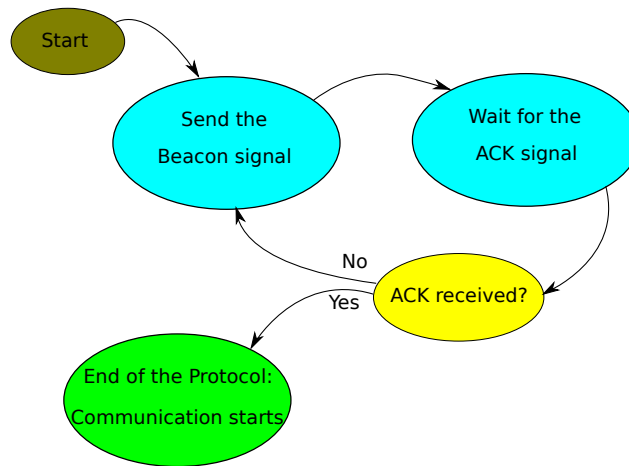 Start
Send the
Beacon signal
Wait for the
ACK signal
No
ACK received?
Yes
End of the Protocol:
Communication starts